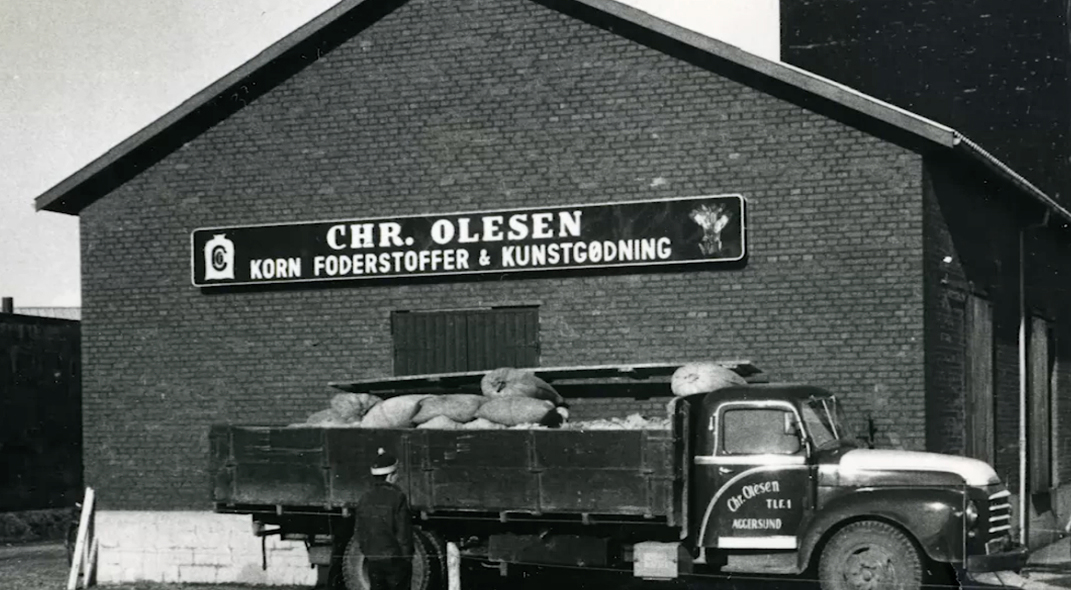 CHR. OLESEN
KORN FODERSTOFFER & KUNSTGØDNING
Chr. Olesen
TLF. 1
AGGERSUND